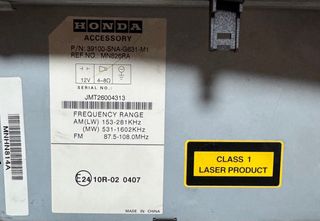 HONDA
ACCESSORY
P/N: 39100-SNA-G631-M1
REF NO.: MN826RA
12V 4-8Ω
SERIAL NO.:
JMT26004313
FREQUENCY RANGE
AM(LW) 153-281KHz
(MW) 531-1602KHz
FM 87.5-108.0MHz
E24 10R-02 0407
MADE IN CHINA
MNHH814A
CLASS 1
LASER PRODUCT